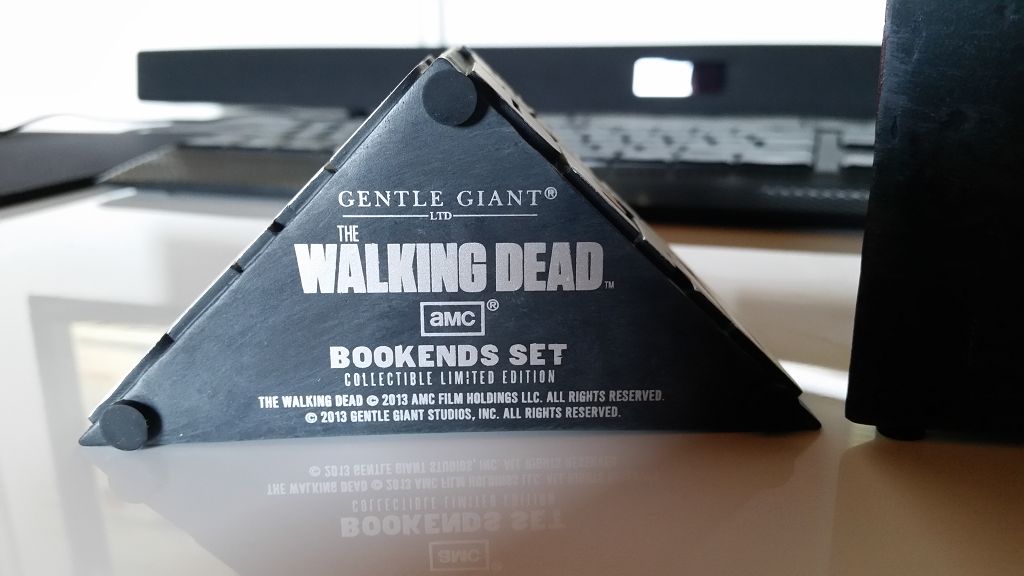 GENTLE GIANT®
LTD
THE
WALKING DEAD™
aMC®
BOOKENDS SET
COLLECTIBLE LIMITED EDITION
THE WALKING DEAD © 2013 AMC FILM HOLDINGS LLC. ALL RIGHTS RESERVED.
© 2013 GENTLE GIANT STUDIOS, INC. ALL RIGHTS RESERVED.